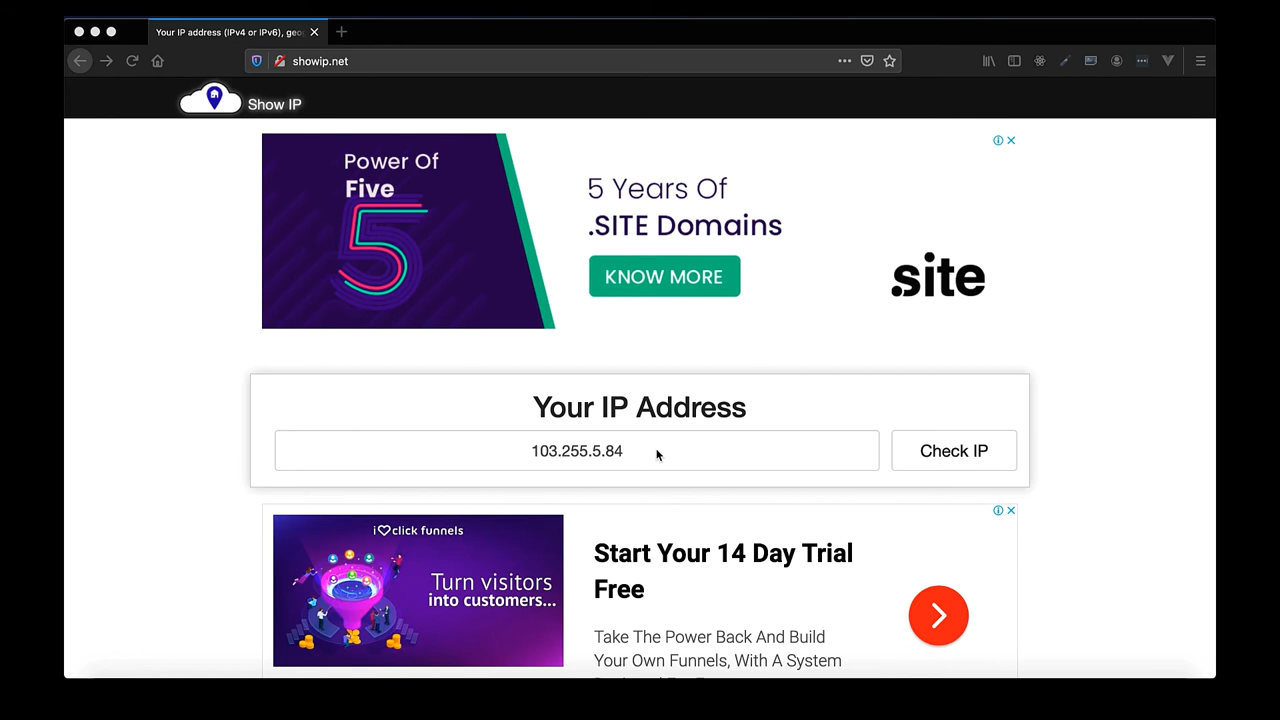 Your IP address (IPv4 or IPv6), geo
showip.net
Show IP
Power Of
Five
5
5 Years Of
.SITE Domains
KNOW MORE
.site
Your IP Address
103.255.5.84
Check IP
i click funnels
Turn visitors
into customers...
Start Your 14 Day Trial
Free
Take The Power Back And Build
Your Own Funnels, With A System